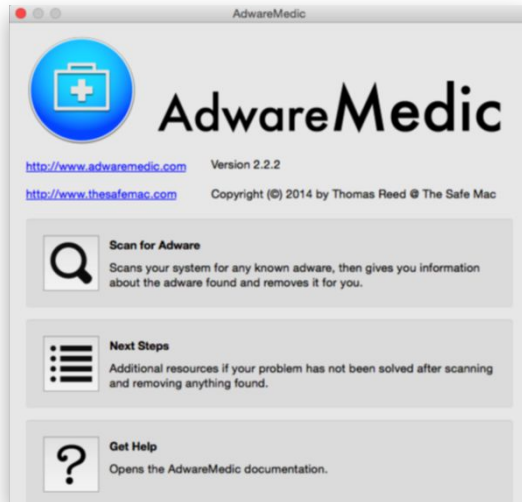 AdwareMedic
AdwareMedic
http://www.adwaremedic.com Version 2.2.2
http://www.thesafemac.com Copyright (©) 2014 by Thomas Reed @ The Safe Mac
Scan for Adware
Scans your system for any known adware, then gives you information
about the adware found and removes it for you.
Next Steps
Additional resources if your problem has not been solved after scanning
and removing anything found.
Get Help
Opens the AdwareMedic documentation.